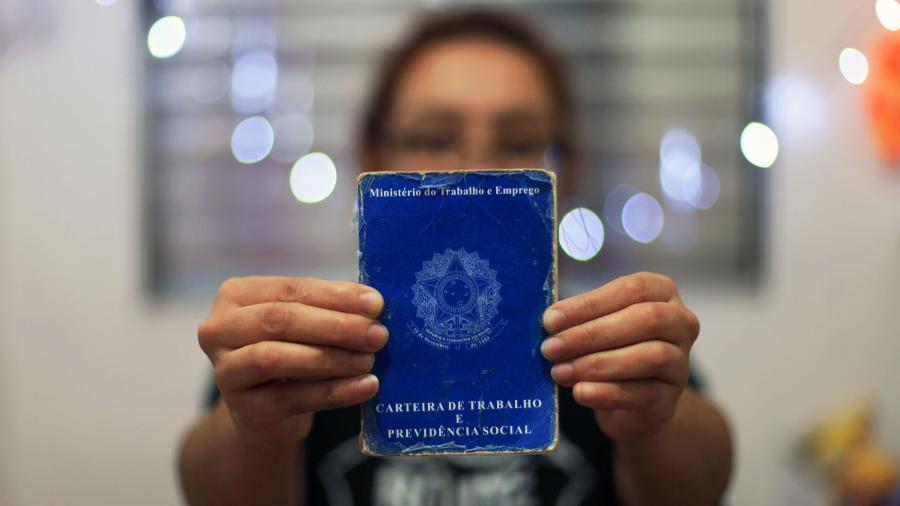 Ministério do Trabalho e Emprego
CARTEIRA DE TRABALHO
E
PREVIDÊNCIA SOCIAL